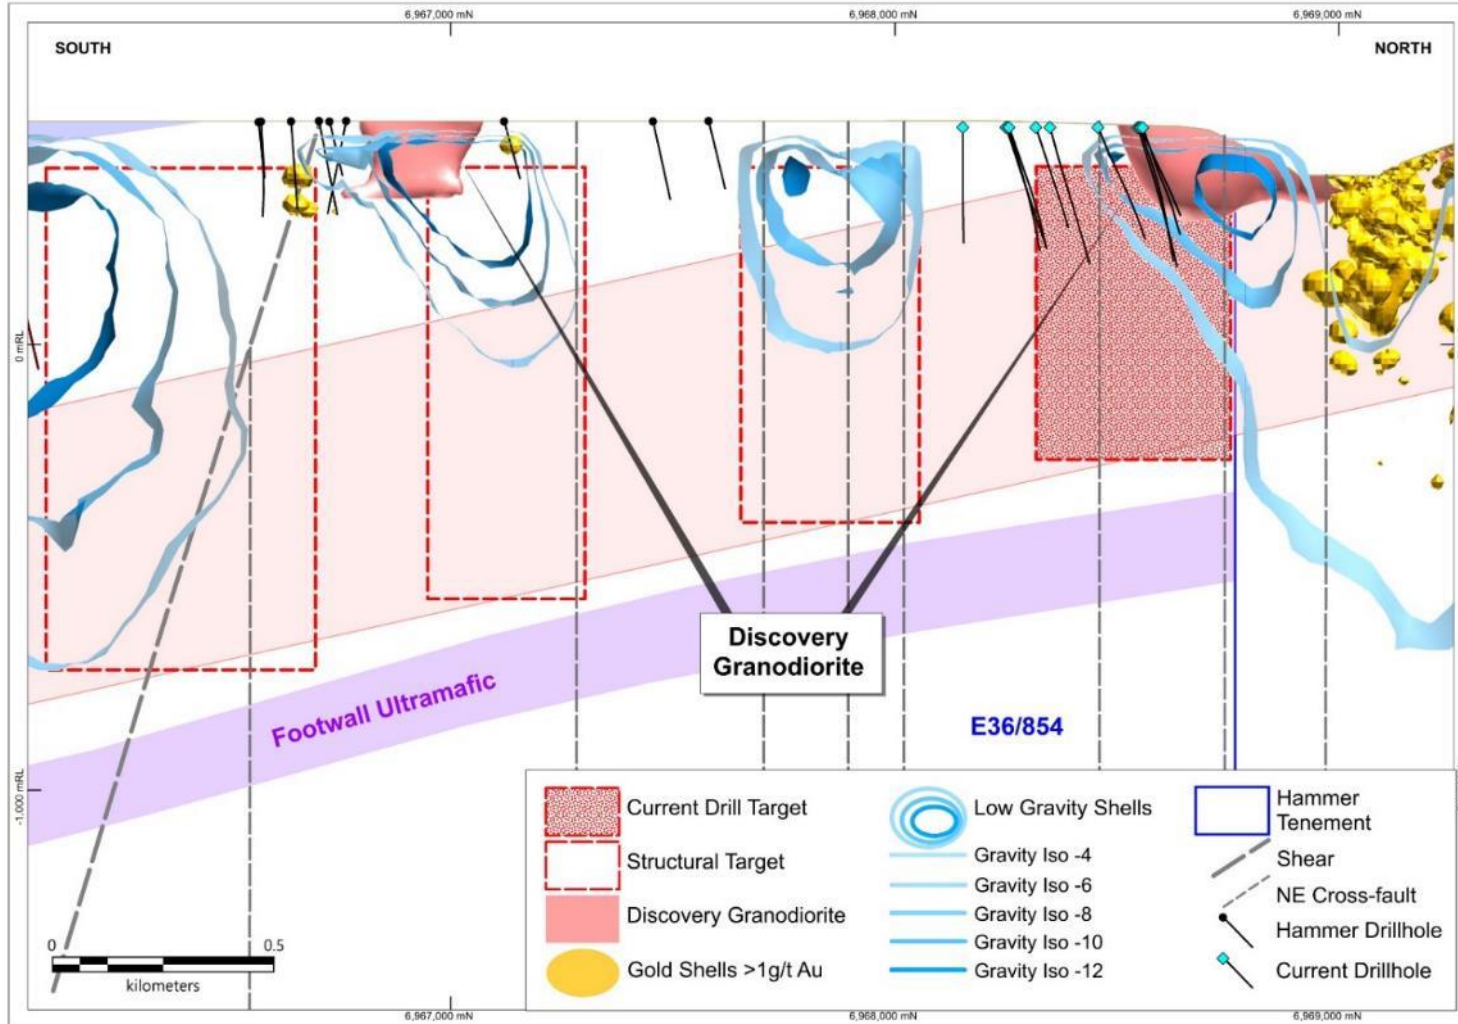 6,967,000 mN
6,968,000 mN
6,969,000 mN
SOUTH
NORTH
0 mRL
-1,000 mRL
Discovery
Granodiorite
Footwall Ultramafic
E36/854
0
0.5
kilometers
Current Drill Target
Structural Target
Discovery Granodiorite
Gold Shells >1g/t Au
Low Gravity Shells
Gravity Iso -4
Gravity Iso -6
Gravity Iso -8
Gravity Iso -10
Gravity Iso -12
Hammer
Tenement
Shear
NE Cross-fault
Hammer Drillhole
Current Drillhole
6,967,000 mN
6,968,000 mN
6,969,000 mN